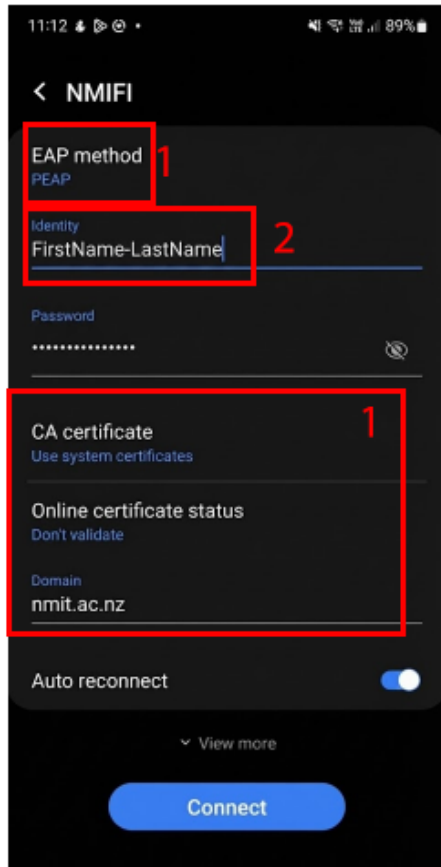 11:12 89%
< NMIFI
EAP method 1
PEAP
Identity
FirstName-LastName 2
Password
••••••••••••••
CA certificate 1
Use system certificates
Online certificate status
Don't validate
Domain
nmit.ac.nz
Auto reconnect
View more
Connect